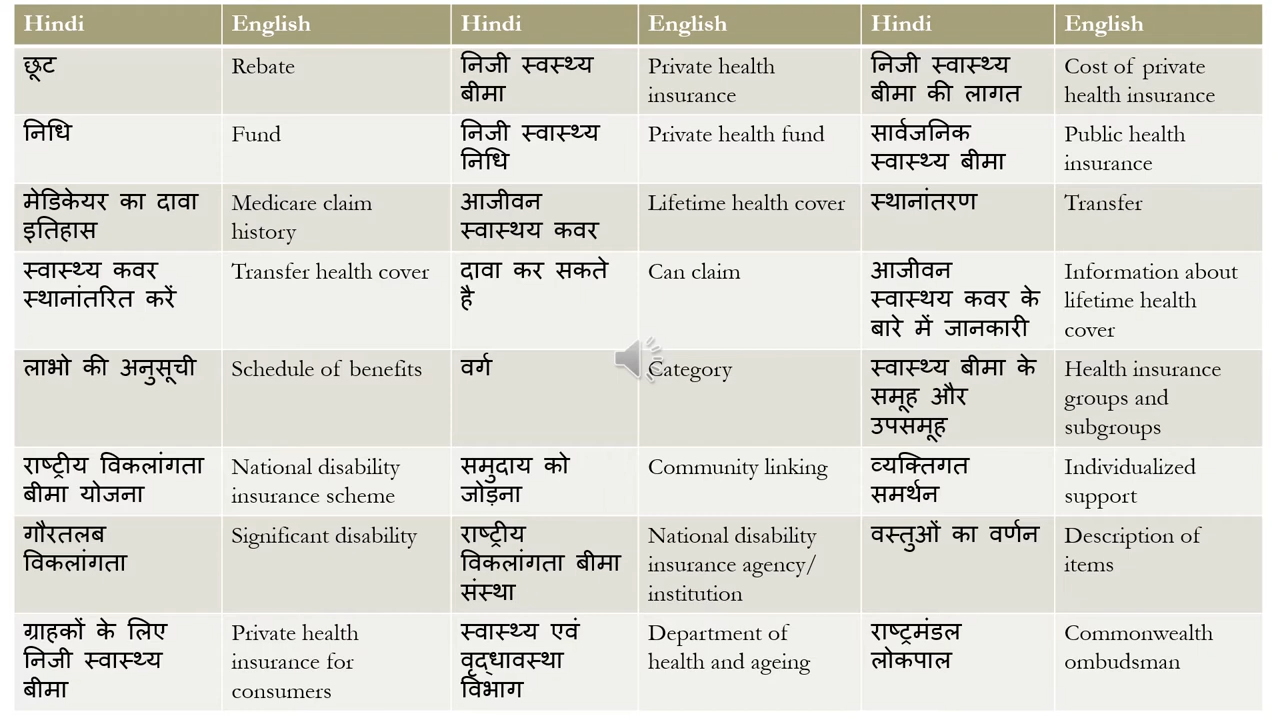 Hindi English Hindi English Hindi English
छूट
Rebate
निजी स्वस्थ्य
बीमा
Private health
insurance
निजी स्वास्थ्य
बीमा की लागत
Cost of private
health insurance
निधि
Fund
निजी स्वास्थ्य
निधि
Private health fund
सार्वजनिक
स्वास्थ्य बीमा
Public health
insurance
मेडिकेयर का दावा
इतिहास
Medicare claim
history
आजीवन
स्वास्थय कवर
Lifetime health cover
स्थानांतरण
Transfer
स्वास्थ्य कवर
स्थानांतरित करें
Transfer health cover
दावा कर सकते
है
Can claim
आजीवन
स्वास्थय कवर के
बारे में जानकारी
Information about
lifetime health
cover
लाभो की अनुसूची
Schedule of benefits
वर्ग
Category
स्वास्थ्य बीमा के
समूह और
उपसमूह
Health insurance
groups and
subgroups
राष्ट्रीय विकलांगता
बीमा योजना
National disability
insurance scheme
समुदाय को
जोड़ना
Community linking
व्यक्तिगत
समर्थन
Individualized
support
गौरतलब
विकलांगता
Significant disability
राष्ट्रीय
विकलांगता बीमा
संस्था
National disability
insurance agency/
institution
वस्तुओं का वर्णन
Description of
items
ग्राहकों के लिए
निजी स्वास्थ्य
बीमा
Private health
insurance for
consumers
स्वास्थ्य एवं
वृद्धावस्था
विभाग
Department of
health and ageing
राष्ट्रमंडल
लोकपाल
Commonwealth
ombudsman